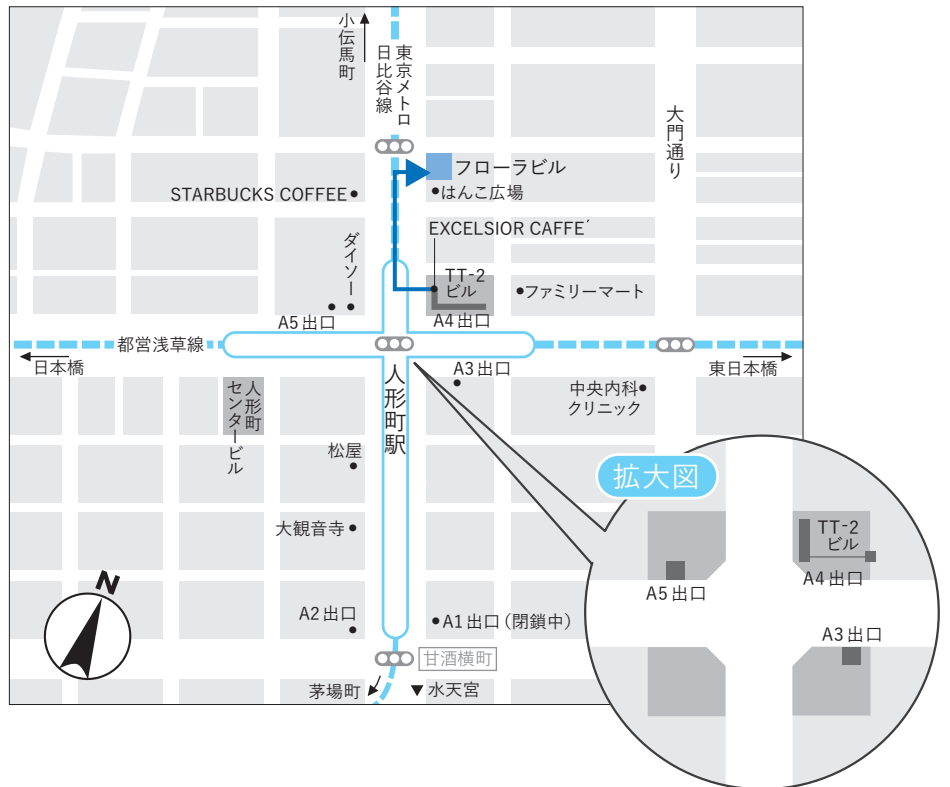 小伝馬町
東京メトロ
日比谷線
大門通り
フローラビル
はんこ広場
STARBUCKS COFFEE
EXCELSIOR CAFFE´
ダイソー
TT-2
ビル
ファミリーマート
A5出口
A4出口
都営浅草線
日本橋
東日本橋
A3出口
人形町駅
中央内科
クリニック
人形町
センタービル
松屋
拡大図
大観音寺
TT-2
ビル
A4出口
A5出口
N
A2出口
A1出口(閉鎖中)
A3出口
甘酒横町
茅場町
水天宮